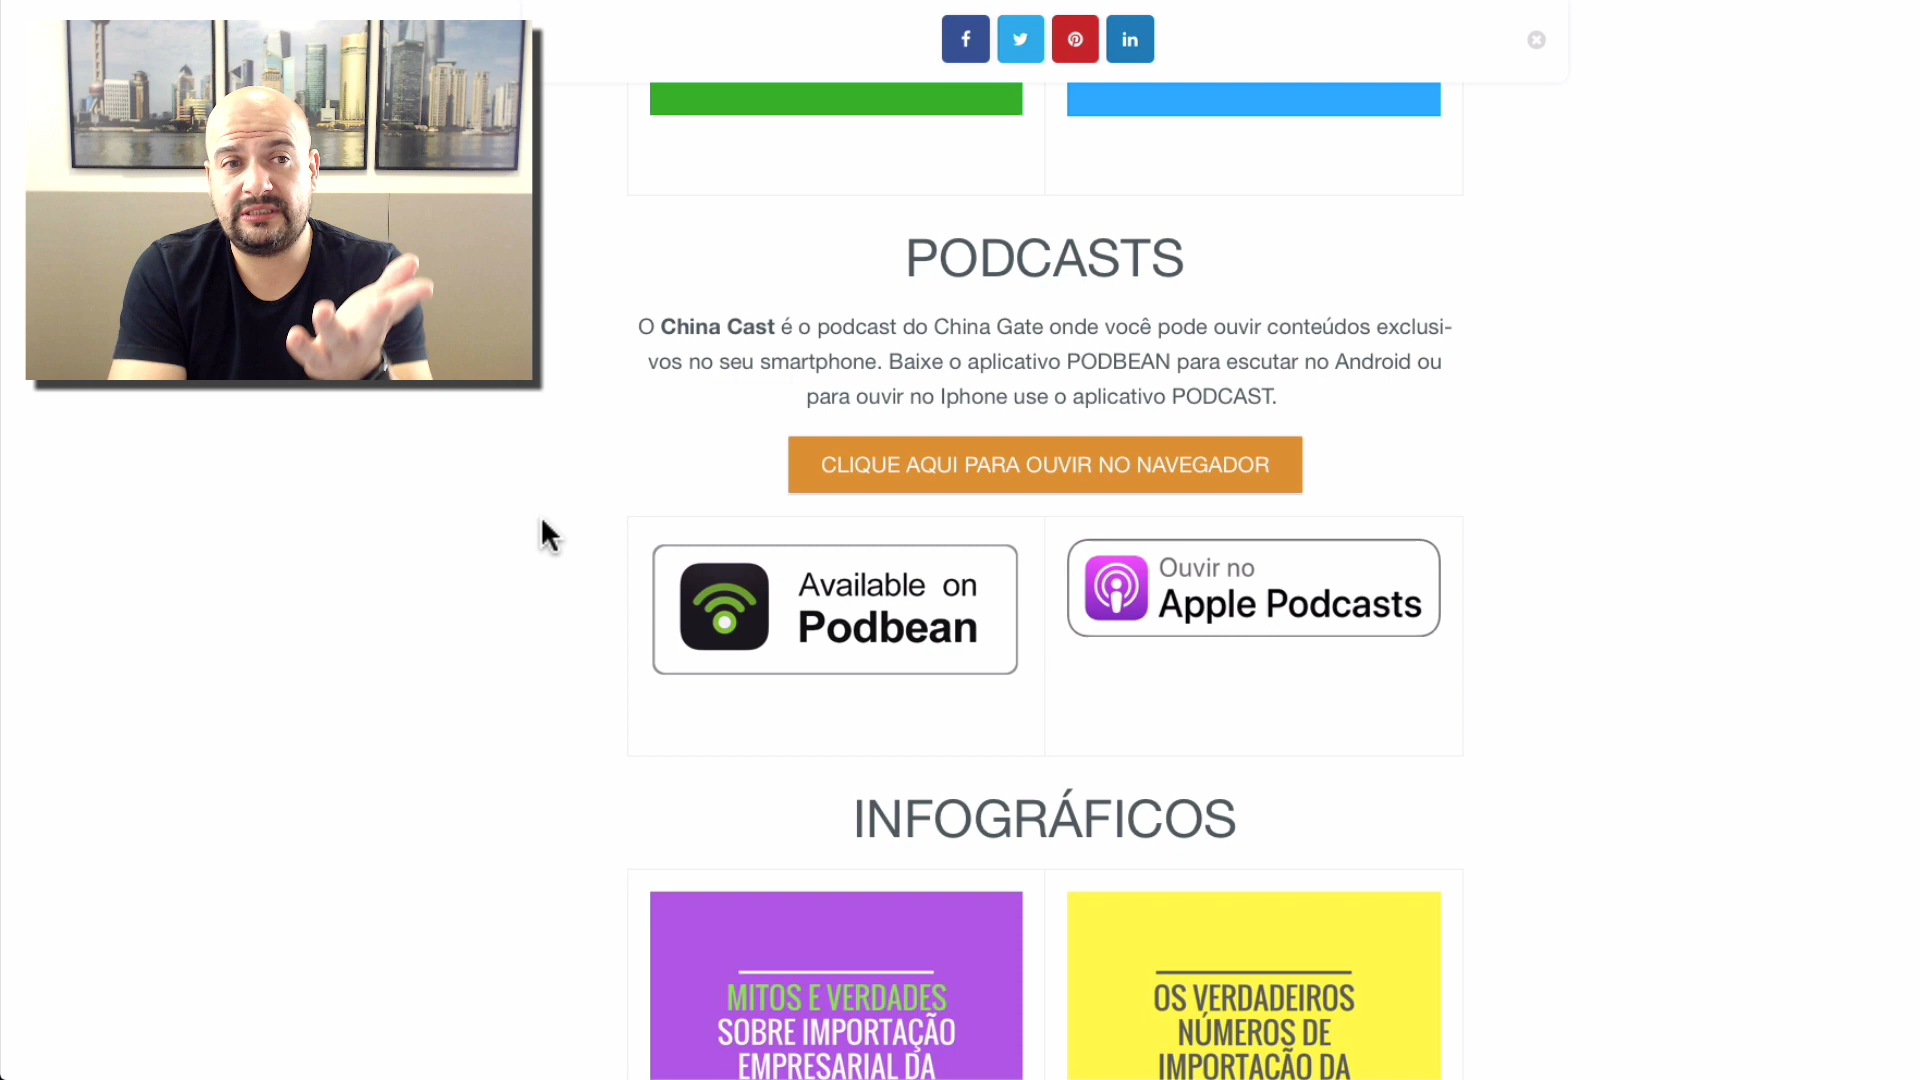 PODCASTS
O China Cast é o podcast do China Gate onde você pode ouvir conteúdos exclusi-
vos no seu smartphone. Baixe o aplicativo PODBEAN para escutar no Android ou
para ouvir no Iphone use o aplicativo PODCAST.
CLIQUE AQUI PARA OUVIR NO NAVEGADOR
Available on
Podbean
Ouvir no
Apple Podcasts
INFOGRÁFICOS
MITOS E VERDADES
SOBRE IMPORTAÇÃO
EMPRESARIAL DA
OS VERDADEIROS
NÚMEROS DE
IMPORTAÇÃO DA